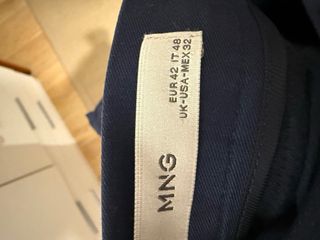 EUR 42 IT 48
UK-USA-MEX 32
MNG